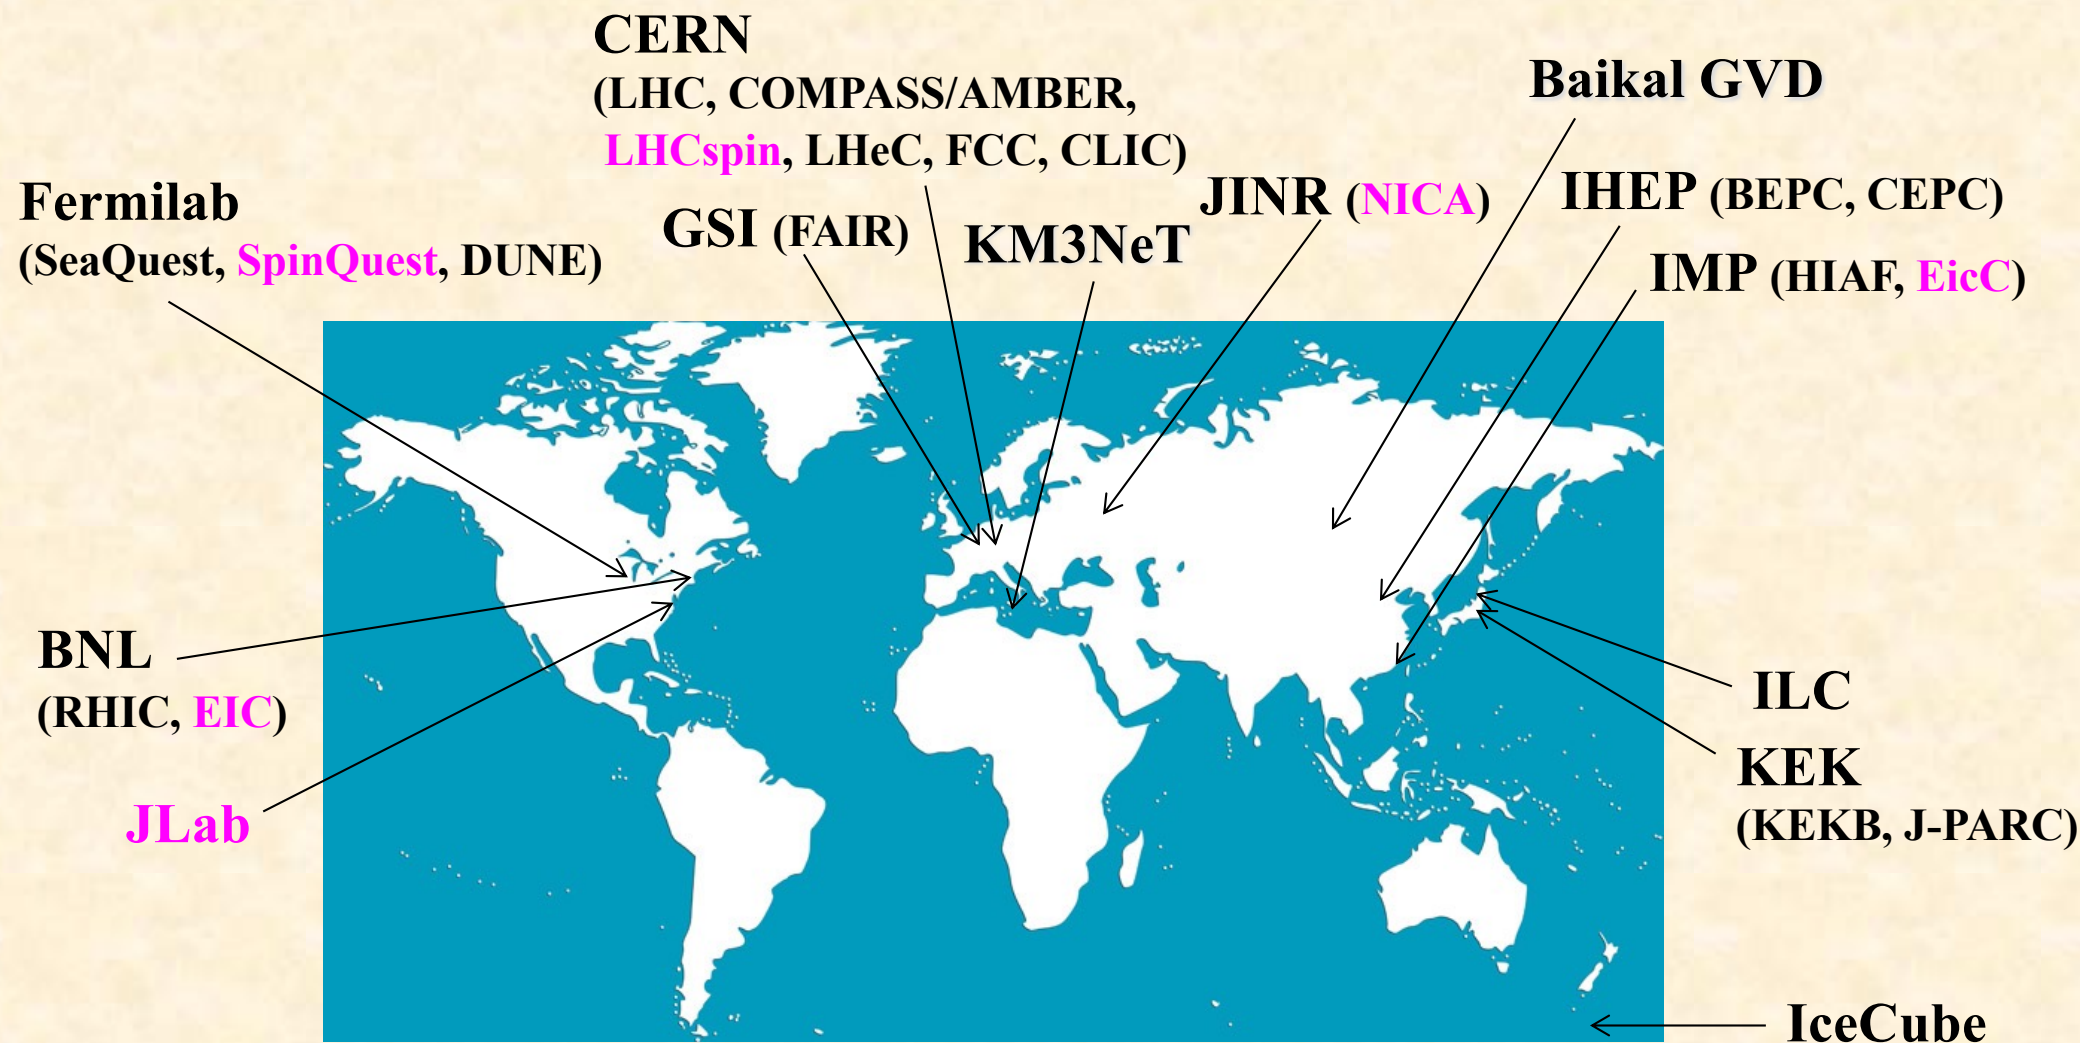 CERN
(LHC, COMPASS/AMBER,
LHCspin, LHeC, FCC, CLIC)
Baikal GVD
Fermilab
(SeaQuest, SpinQuest, DUNE)
GSI (FAIR)
KM3NeT
JINR (NICA)
IHEP (BEPC, CEPC)
IMP (HIAF, EicC)
BNL
(RHIC, EIC)
JLab
ILC
KEK
(KEKB, J-PARC)
IceCube